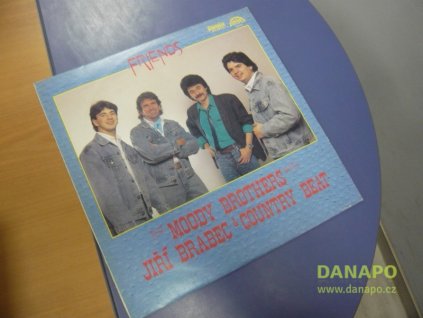 FRIENDS
MOODY BROTHERS
JIŘÍ BRABEC & COUNTRY BEAT
DANAPO
www.danapo.cz